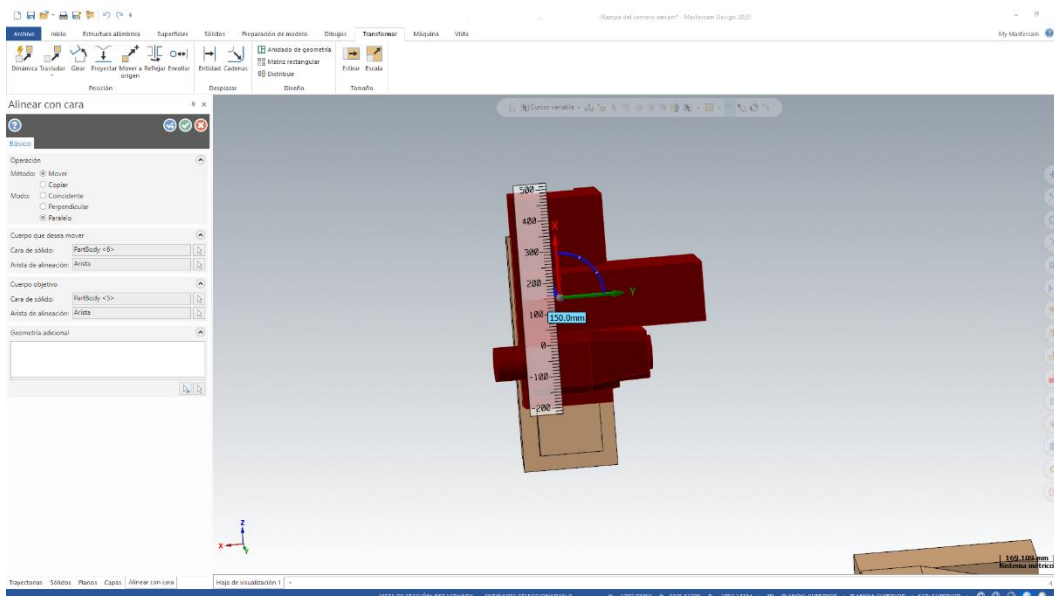 /Rampa del camaro.emcam* - Mastercam Design 2020
Archivo Inicio Estructura alámbrica Superficies Sólidos Preparación de modelo Dibujos Transformar Máquina Vista My Mastercam
Dinámica Trasladar Girar Proyectar Mover a origen Reflejar Enrollar
Entidad Cadenas
Anidado de geometría
Matriz rectangular
Distribuir
Estirar Escala
Posición Desplazar Diseño Tamaño
Alinear con cara
Básico
Operación
Método: Mover
Copiar
Modo: Coincidente
Perpendicular
Paralelo
Cuerpo que desea mover
Cara de sólido: PartBody <6>
Arista de alineación: Arista
Cuerpo objetivo
Cara de sólido: PartBody <5>
Arista de alineación: Arista
Geometría adicional
Cursor variable
500
400
X
300
200
Y
100
150.0mm
0
-100
-200
Z
X
Y
169.109 mm
Sistema métrico
Trayectorias Sólidos Planos Capas Alinear con cara
Hoja de visualización 1